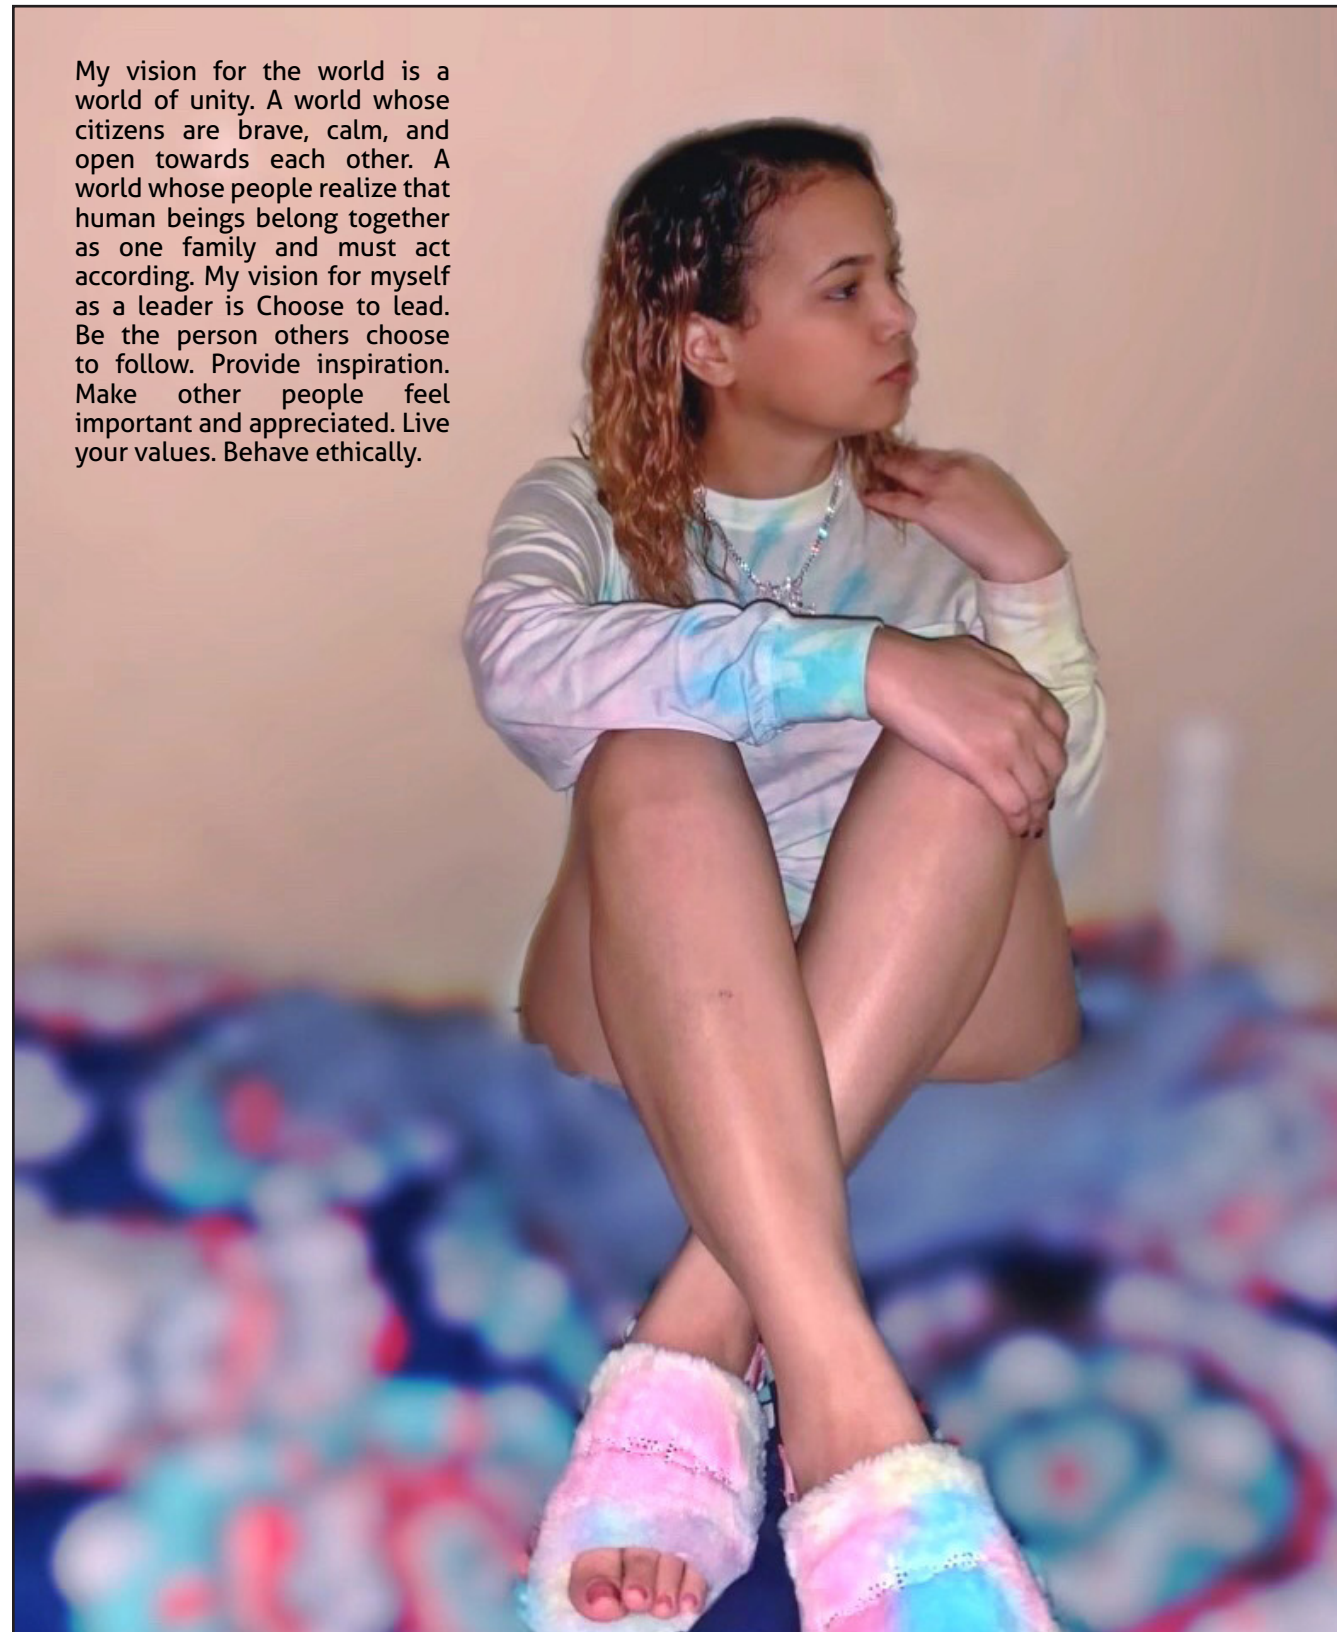 My vision for the world is a
world of unity. A world whose
citizens are brave, calm, and
open towards each other. A
world whose people realize that
human beings belong together
as one family and must act
according. My vision for myself
as a leader is Choose to lead.
Be the person others choose
to follow. Provide inspiration.
Make other people feel
important and appreciated. Live
your values. Behave ethically.